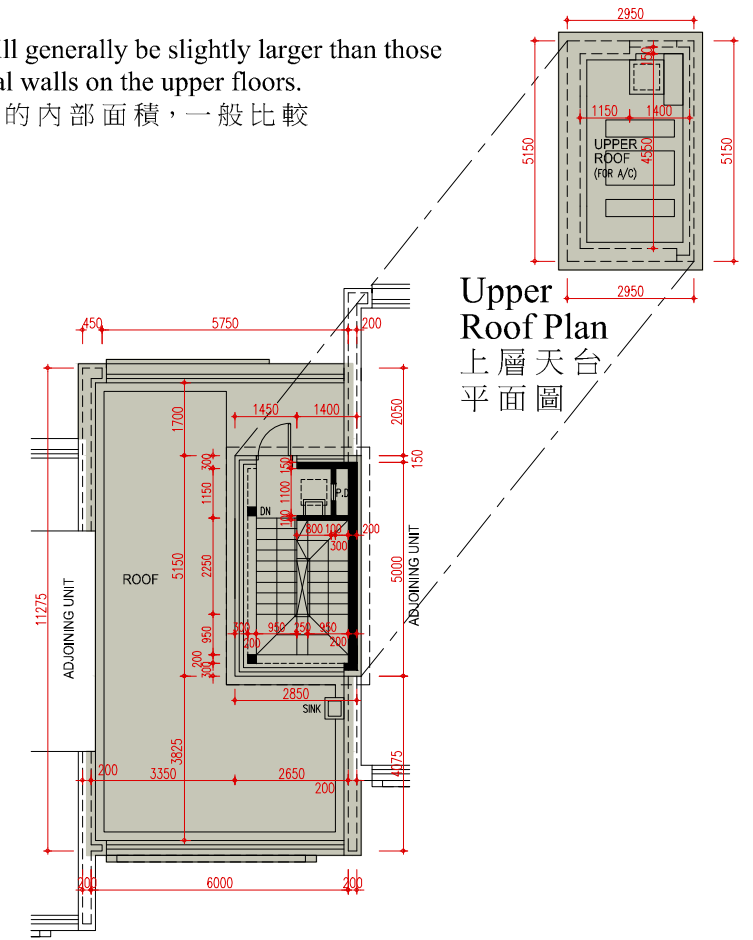 ill generally be slightly larger than those
al walls on the upper floors.
的內部面積，一般比較
2950
5150
750
1150 1400
4550
5150
UPPER
ROOF
(FOR A/C)
2950
Upper
Roof Plan
上層天台
平面圖
450 5750 200
1700
1450 1400
2050
150
300
150
1150
1100
100
P.D.
DN
800 100 200
300
ROOF
5150
2250
5000
ADJOINING UNIT
11275
ADJOINING UNIT
950
300 950 250 950
200 200
200
300
2850
SINK
3825
4075
200 3350 2650
200
200 6000 200